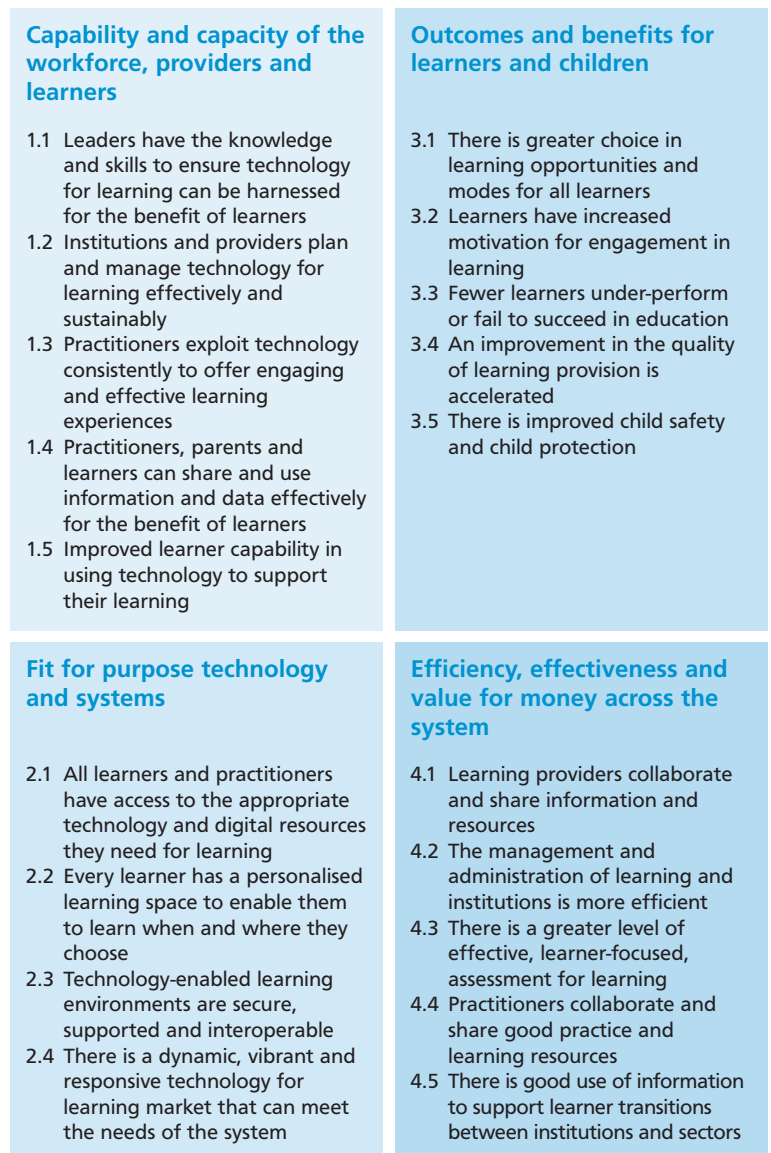 Capability and capacity of the
workforce, providers and
learners
1.1 Leaders have the knowledge
and skills to ensure technology
for learning can be harnessed
for the benefit of learners
1.2 Institutions and providers plan
and manage technology for
learning effectively and
sustainably
1.3 Practitioners exploit technology
consistently to offer engaging
and effective learning
experiences
1.4 Practitioners, parents and
learners can share and use
information and data effectively
for the benefit of learners
1.5 Improved learner capability in
using technology to support
their learning
Outcomes and benefits for
learners and children
3.1 There is greater choice in
learning opportunities and
modes for all learners
3.2 Learners have increased
motivation for engagement in
learning
3.3 Fewer learners under-perform
or fail to succeed in education
3.4 An improvement in the quality
of learning provision is
accelerated
3.5 There is improved child safety
and child protection
Fit for purpose technology
and systems
2.1 All learners and practitioners
have access to the appropriate
technology and digital resources
they need for learning
2.2 Every learner has a personalised
learning space to enable them
to learn when and where they
choose
2.3 Technology-enabled learning
environments are secure,
supported and interoperable
2.4 There is a dynamic, vibrant and
responsive technology for
learning market that can meet
the needs of the system
Efficiency, effectiveness and
value for money across the
system
4.1 Learning providers collaborate
and share information and
resources
4.2 The management and
administration of learning and
institutions is more efficient
4.3 There is a greater level of
effective, learner-focused,
assessment for learning
4.4 Practitioners collaborate and
share good practice and
learning resources
4.5 There is good use of information
to support learner transitions
between institutions and sectors